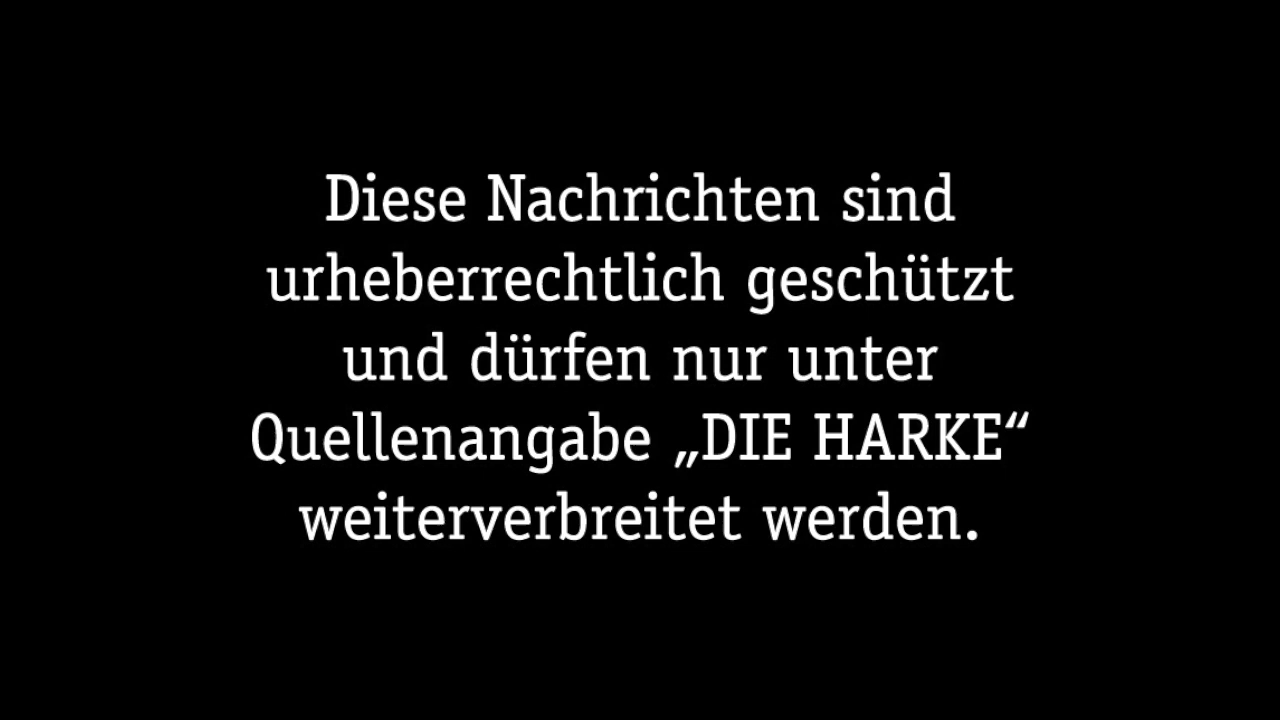 Diese Nachrichten sind
urheberrechtlich geschützt
und dürfen nur unter
Quellenangabe „DIE HARKE“
weiterverbreitet werden.